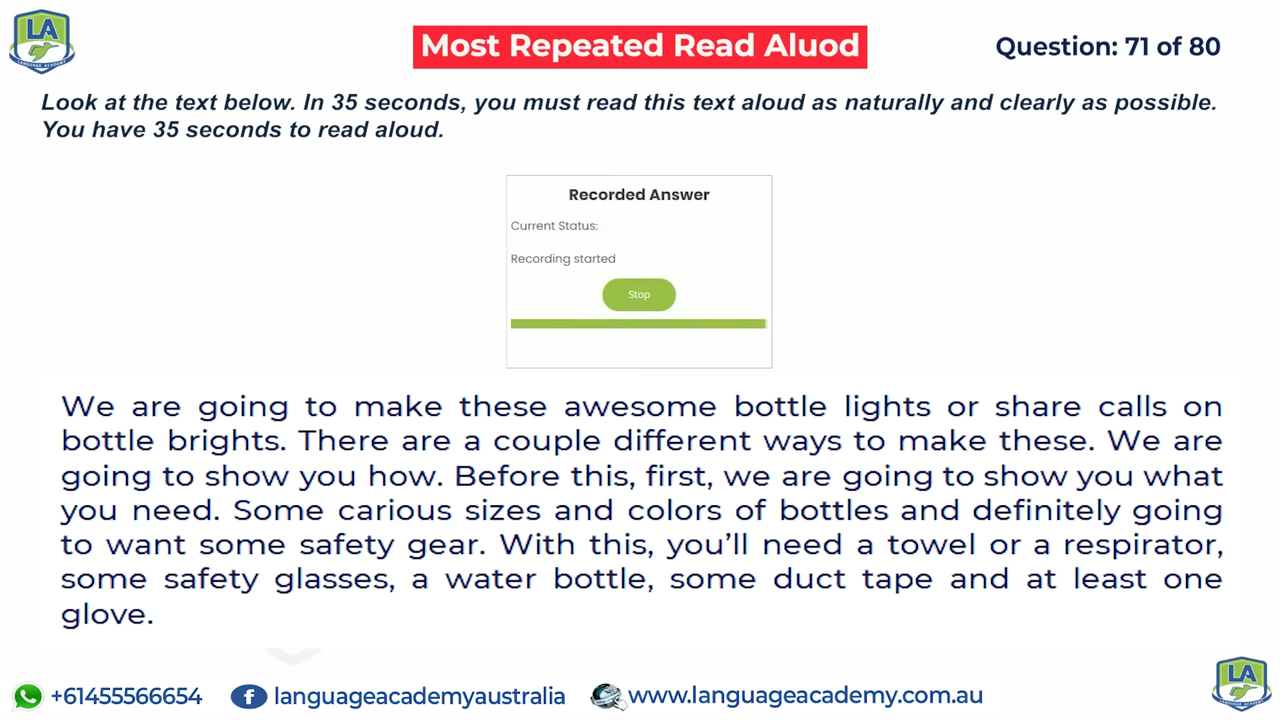 LA
LANGUAGE ACADEMY
Most Repeated Read Aluod
Question: 71 of 80
Look at the text below. In 35 seconds, you must read this text aloud as naturally and clearly as possible.
You have 35 seconds to read aloud.
Recorded Answer
Current Status:
Recording started
Stop
We are going to make these awesome bottle lights or share calls on
bottle brights. There are a couple different ways to make these. We are
going to show you how. Before this, first, we are going to show you what
you need. Some carious sizes and colors of bottles and definitely going
to want some safety gear. With this, you’ll need a towel or a respirator,
some safety glasses, a water bottle, some duct tape and at least one
glove.
+61455566654
languageacademyaustralia
www.languageacademy.com.au
LA
LANGUAGE ACADEMY